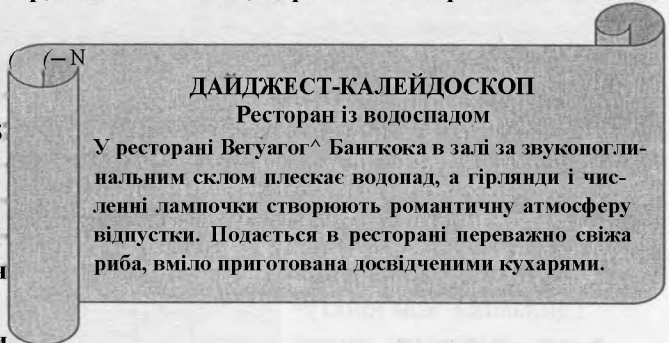 (–N
ДАЙДЖЕСТ-КАЛЕЙДОСКОП
Ресторан із водоспадом
У ресторані Вегуагог^ Бангкока в залі за звукопогли-
нальним склом плескає водопад, а гірлянди і чис-
ленні лампочки створюють романтичну атмосферу
відпустки. Подається в ресторані переважно свіжа
риба, вміло приготована досвідченими кухарями.